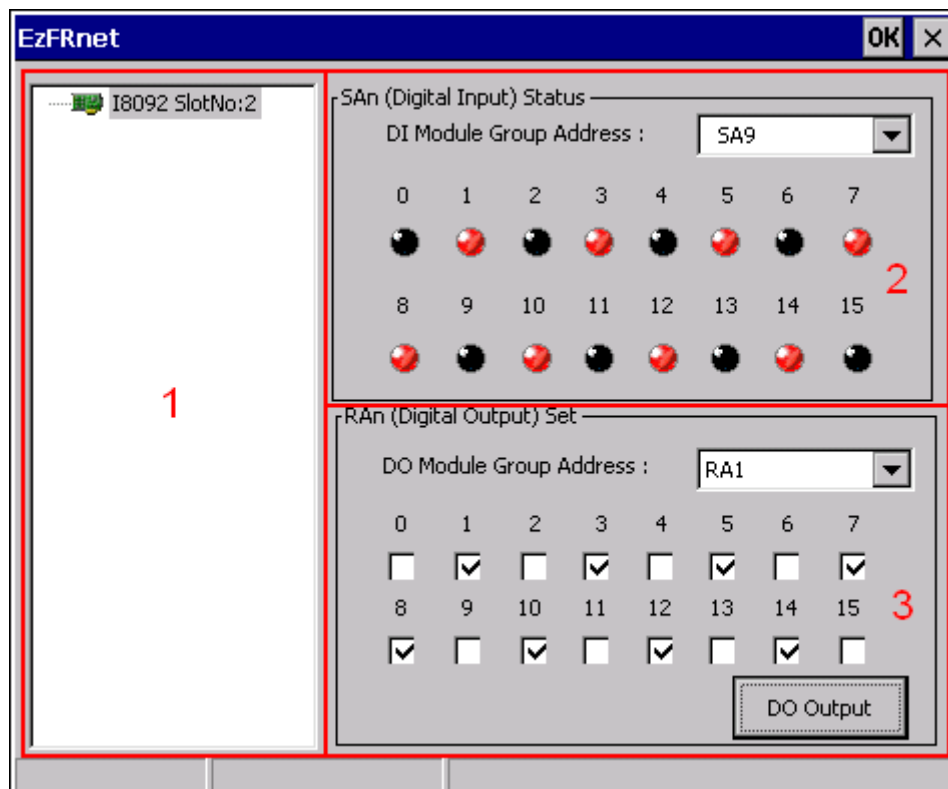 EzFRnet OK ×
I8092 SlotNo:2
SAn (Digital Input) Status
DI Module Group Address : SA9
0 1 2 3 4 5 6 7
2
8 9 10 11 12 13 14 15
1
RAn (Digital Output) Set
DO Module Group Address : RA1
0 1 2 3 4 5 6 7
8 9 10 11 12 13 14 15
3
DO Output